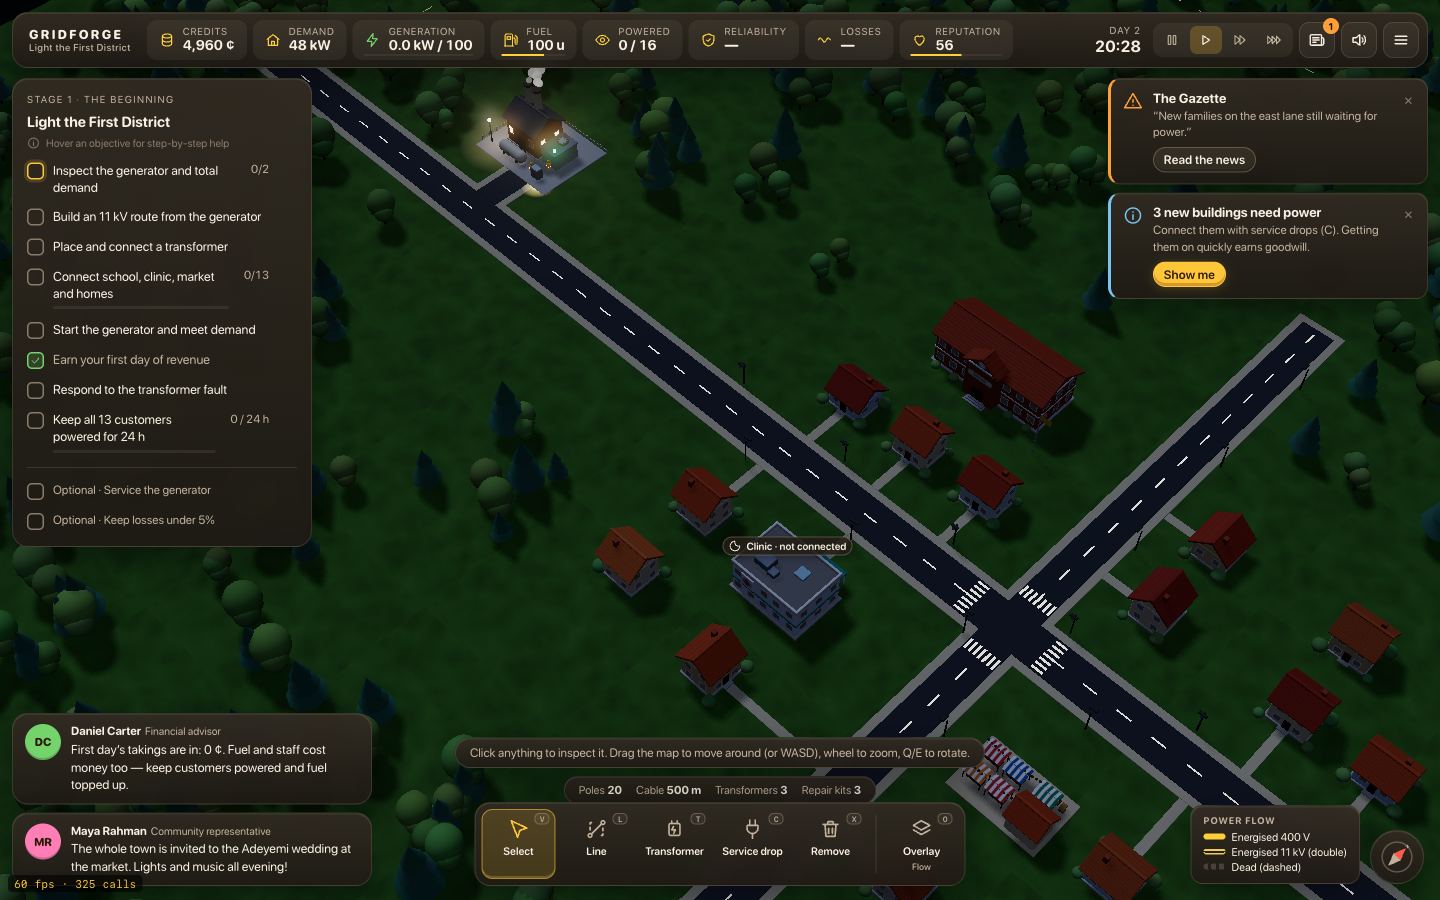 GRIDFORGE
Light the First District
CREDITS
4,960 ¢
DEMAND
48 kW
GENERATION
0.0 kW / 100
FUEL
100 u
POWERED
0 / 16
RELIABILITY
—
LOSSES
—
REPUTATION
56
DAY 2
20:28
1
STAGE 1 · THE BEGINNING
Light the First District
Hover an objective for step-by-step help
Inspect the generator and total
demand
0/2
Build an 11 kV route from the generator
Place and connect a transformer
Connect school, clinic, market
and homes
0/13
Start the generator and meet demand
Earn your first day of revenue
Respond to the transformer fault
Keep all 13 customers
powered for 24 h
0 / 24 h
Optional · Service the generator
Optional · Keep losses under 5%
The Gazette
“New families on the east lane still waiting for
power.”
Read the news
3 new buildings need power
Connect them with service drops (C). Getting
them on quickly earns goodwill.
Show me
Clinic · not connected
DC
Daniel Carter Financial advisor
First day’s takings are in: 0 ¢. Fuel and staff cost
money too — keep customers powered and fuel
topped up.
MR
Maya Rahman Community representative
The whole town is invited to the Adeyemi wedding at
the market. Lights and music all evening!
60 fps · 325 calls
Click anything to inspect it. Drag the map to move around (or WASD), wheel to zoom, Q/E to rotate.
Poles 20 Cable 500 m Transformers 3 Repair kits 3
V
Select
L
Line
T
Transformer
C
Service drop
X
Remove
O
Overlay
Flow
POWER FLOW
Energised 400 V
Energised 11 kV (double)
Dead (dashed)